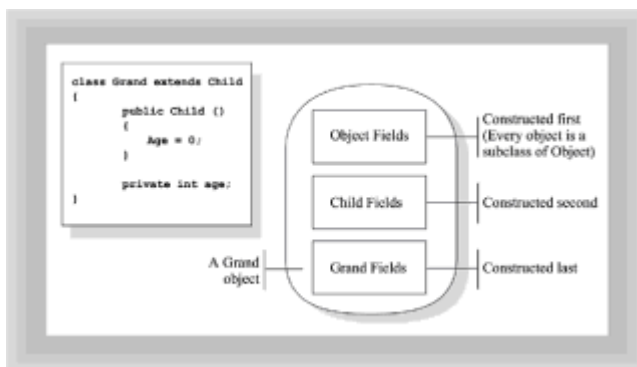 class Grand extends Child
{
public Child ()
{
Age = 0;
}
private int age;
}
Object Fields
Constructed first
(Every object is a
subclass of Object)
Child Fields
Constructed second
A Grand
object
Grand Fields
Constructed last